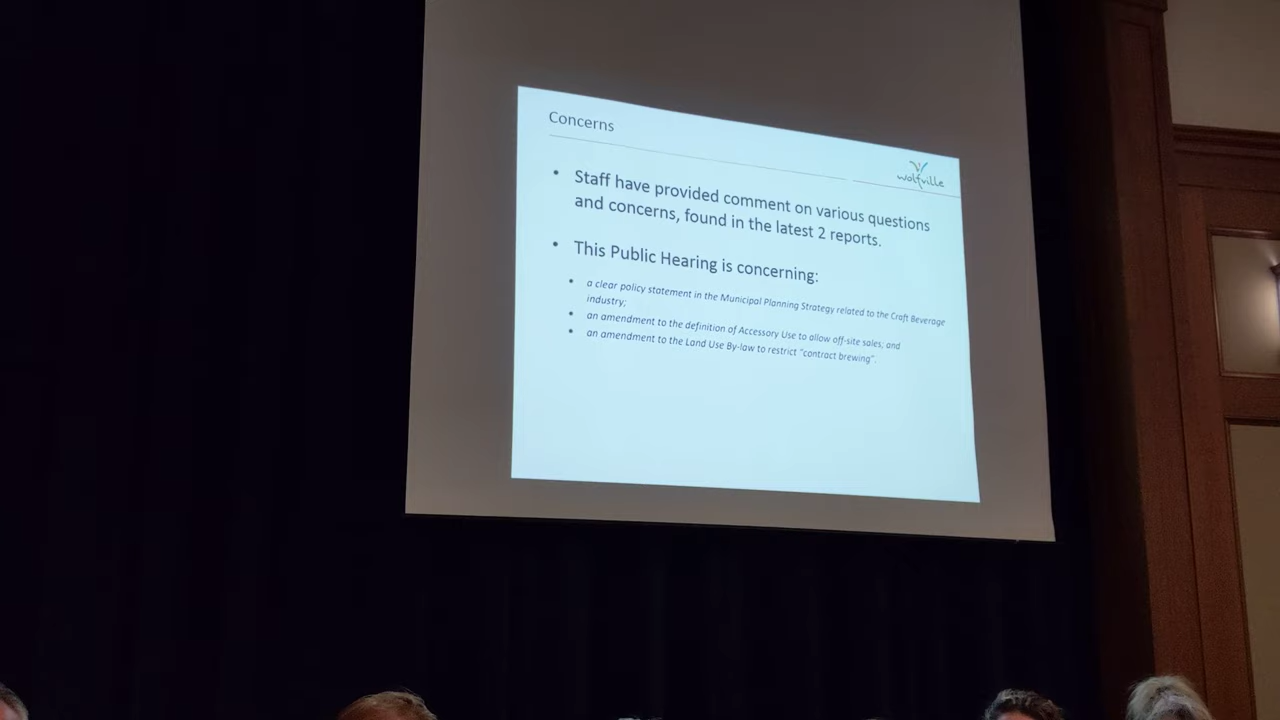 Concerns
wolfville
• Staff have provided comment on various questions
and concerns, found in the latest 2 reports.
• This Public Hearing is concerning:
• a clear policy statement in the Municipal Planning Strategy related to the Craft Beverage
industry;
• an amendment to the definition of Accessory Use to allow off-site sales; and
• an amendment to the Land Use By-law to restrict "contract brewing".